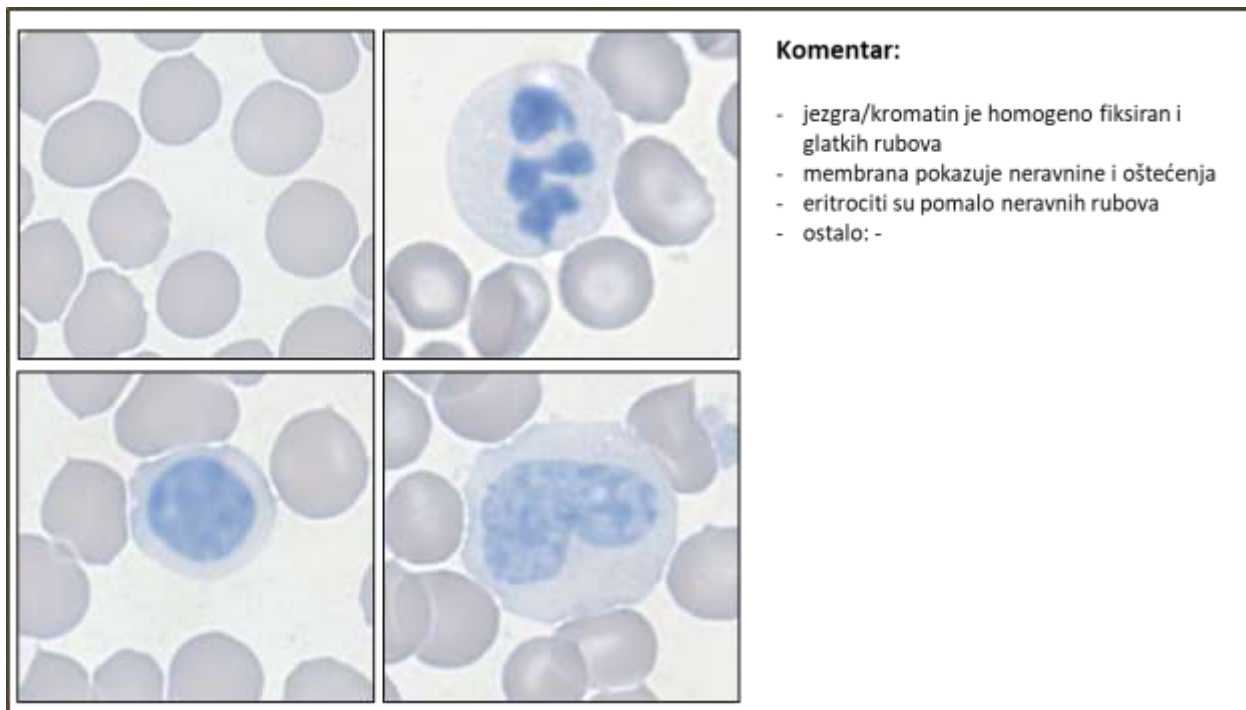 Komentar:
- jezgra/kromatin je homogeno fiksiran i
glatkih rubova
- membrana pokazuje neravnine i oštećenja
- eritrociti su pomalo neravnih rubova
- ostalo: -